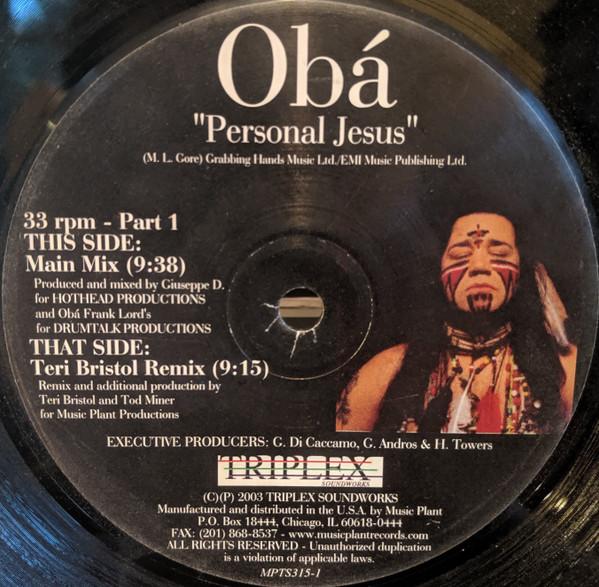 Obá
"Personal Jesus"
(M. L. Gore) Grabbing Hands Music Ltd./EMI Music Publishing Ltd.
33 rpm - Part 1
THIS SIDE:
Main Mix (9:38)
Produced and mixed by Giuseppe D.
for HOTHEAD PRODUCTIONS
and Obá Frank Lord's
for DRUMTALK PRODUCTIONS
THAT SIDE:
Teri Bristol Remix (9:15)
Remix and additional production by
Teri Bristol and Tod Miner
for Music Plant Productions
EXECUTIVE PRODUCERS: G. Di Caccamo, G. Andros & H. Towers
TRIPLEX
SOUNDWORKS
(C)(P) 2003 TRIPLEX SOUNDWORKS
Manufactured and distributed in the U.S.A. by Music Plant
P.O. Box 18444, Chicago, IL 60618-0444
FAX: (201) 868-8537 - www.musicplantrecords.com
ALL RIGHTS RESERVED - Unauthorized duplication
is a violation of applicable laws.
MPTS315-1